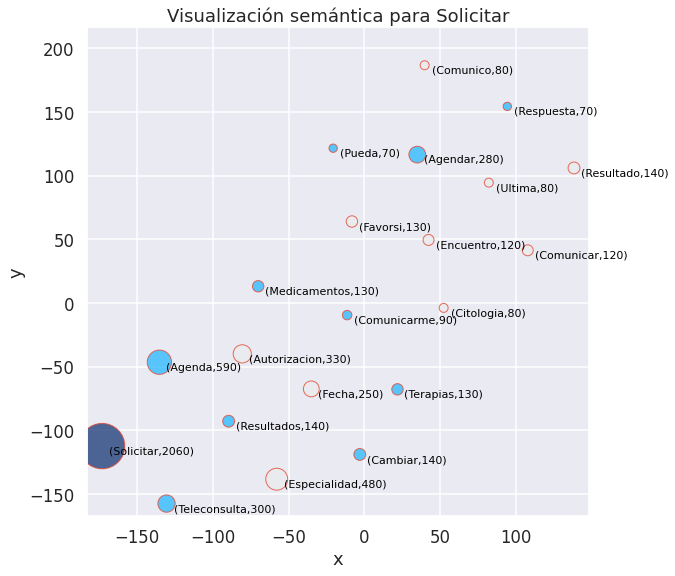 Visualización semántica para Solicitar
200
(Comunico,80)
150
(Respuesta,70)
(Pueda,70)
(Agendar,280)
100
(Resultado,140)
(Ultima,80)
(Favorsi,130)
50
(Encuentro,120)
(Comunicar,120)
(Medicamentos,130)
0
(Citologia,80)
(Comunicarme,90)
(Autorizacion,330)
−50
(Agenda,590)
(Fecha,250)
(Terapias,130)
(Resultados,140)
−100
(Solicitar,2060)
(Cambiar,140)
(Especialidad,480)
−150
(Teleconsulta,300)
y
−150 −100 −50 0 50 100
x